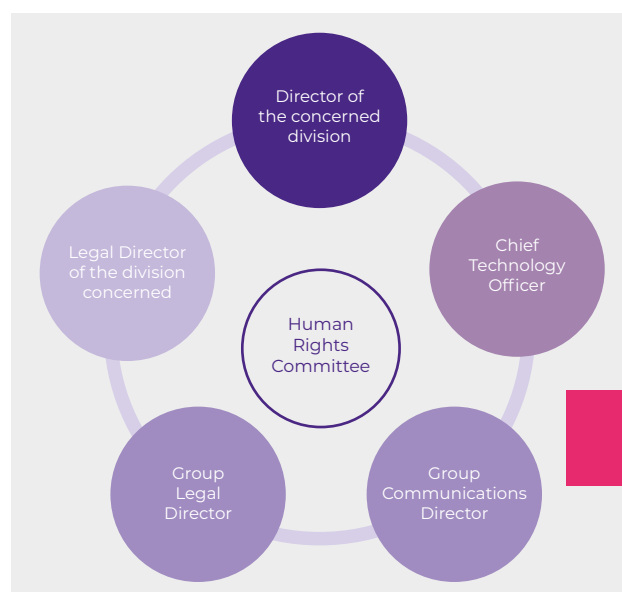 Director of
the concerned
division
Legal Director
of the division
concerned
Chief
Technology
Officer
Human
Rights
Committee
Group
Legal
Director
Group
Communications
Director